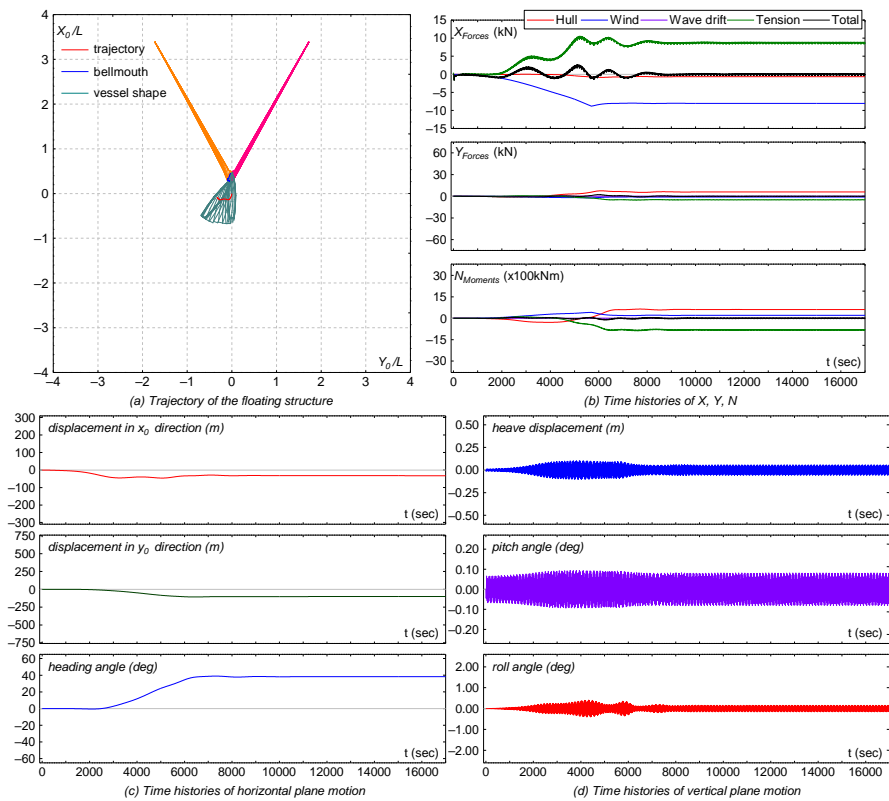 X0/L
trajectory
bellmouth
vessel shape
4
3
2
1
0
−1
−2
−3
−4
Y0/L
−4 −3 −2 −1 0 1 2 3 4
(a) Trajectory of the floating structure
Hull Wind Wave drift Tension Total
XForces (kN)
15
10
5
0
−5
−10
−15
YForces (kN)
60
30
0
−30
−60
NMoments (x100kNm)
30
15
0
−15
−30
t (sec)
0 2000 4000 6000 8000 10000 12000 14000 16000
(b) Time histories of X, Y, N
displacement in x0 direction (m)
300
200
100
0
−100
−200
−300
t (sec)
displacement in y0 direction (m)
750
500
250
0
−250
−500
−750
t (sec)
heading angle (deg)
60
40
20
0
−20
−40
−60
t (sec)
0 2000 4000 6000 8000 10000 12000 14000 16000
(c) Time histories of horizontal plane motion
heave displacement (m)
0.50
0.25
0.00
−0.25
−0.50
t (sec)
pitch angle (deg)
0.20
0.10
0.00
−0.10
−0.20
t (sec)
roll angle (deg)
2.00
1.00
0.00
−1.00
−2.00
t (sec)
0 2000 4000 6000 8000 10000 12000 14000 16000
(d) Time histories of vertical plane motion